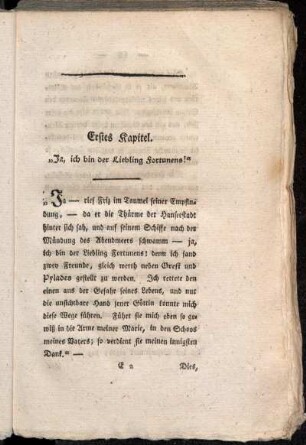 Erstes Kapitel.
„Ja, ich bin der Liebling Fortunens!“
„Ja — rief Friz im Taumel seiner Empfin-
dung, — da er die Thürme der Hansestadt
hinter sich sah, und auf seinem Schiffe nach der
Mündung des Abendmeers schwamm — ja,
ich bin der Liebling Fortunens! denn ich fand
zwey Freunde, gleich werth neben Orest und
Pylades gestellt zu werden. Ich rettete den
einen aus der Gefahr seines Lebens, und nur
die unsichtbare Hand jener Göttin konnte mich
diese Wege führen. Führt sie mich eben so ge-
wiß in die Arme meiner Marie, in den Schoos
meines Vaters; so verdient sie meinen innigsten
Dank.“ —
Dies,